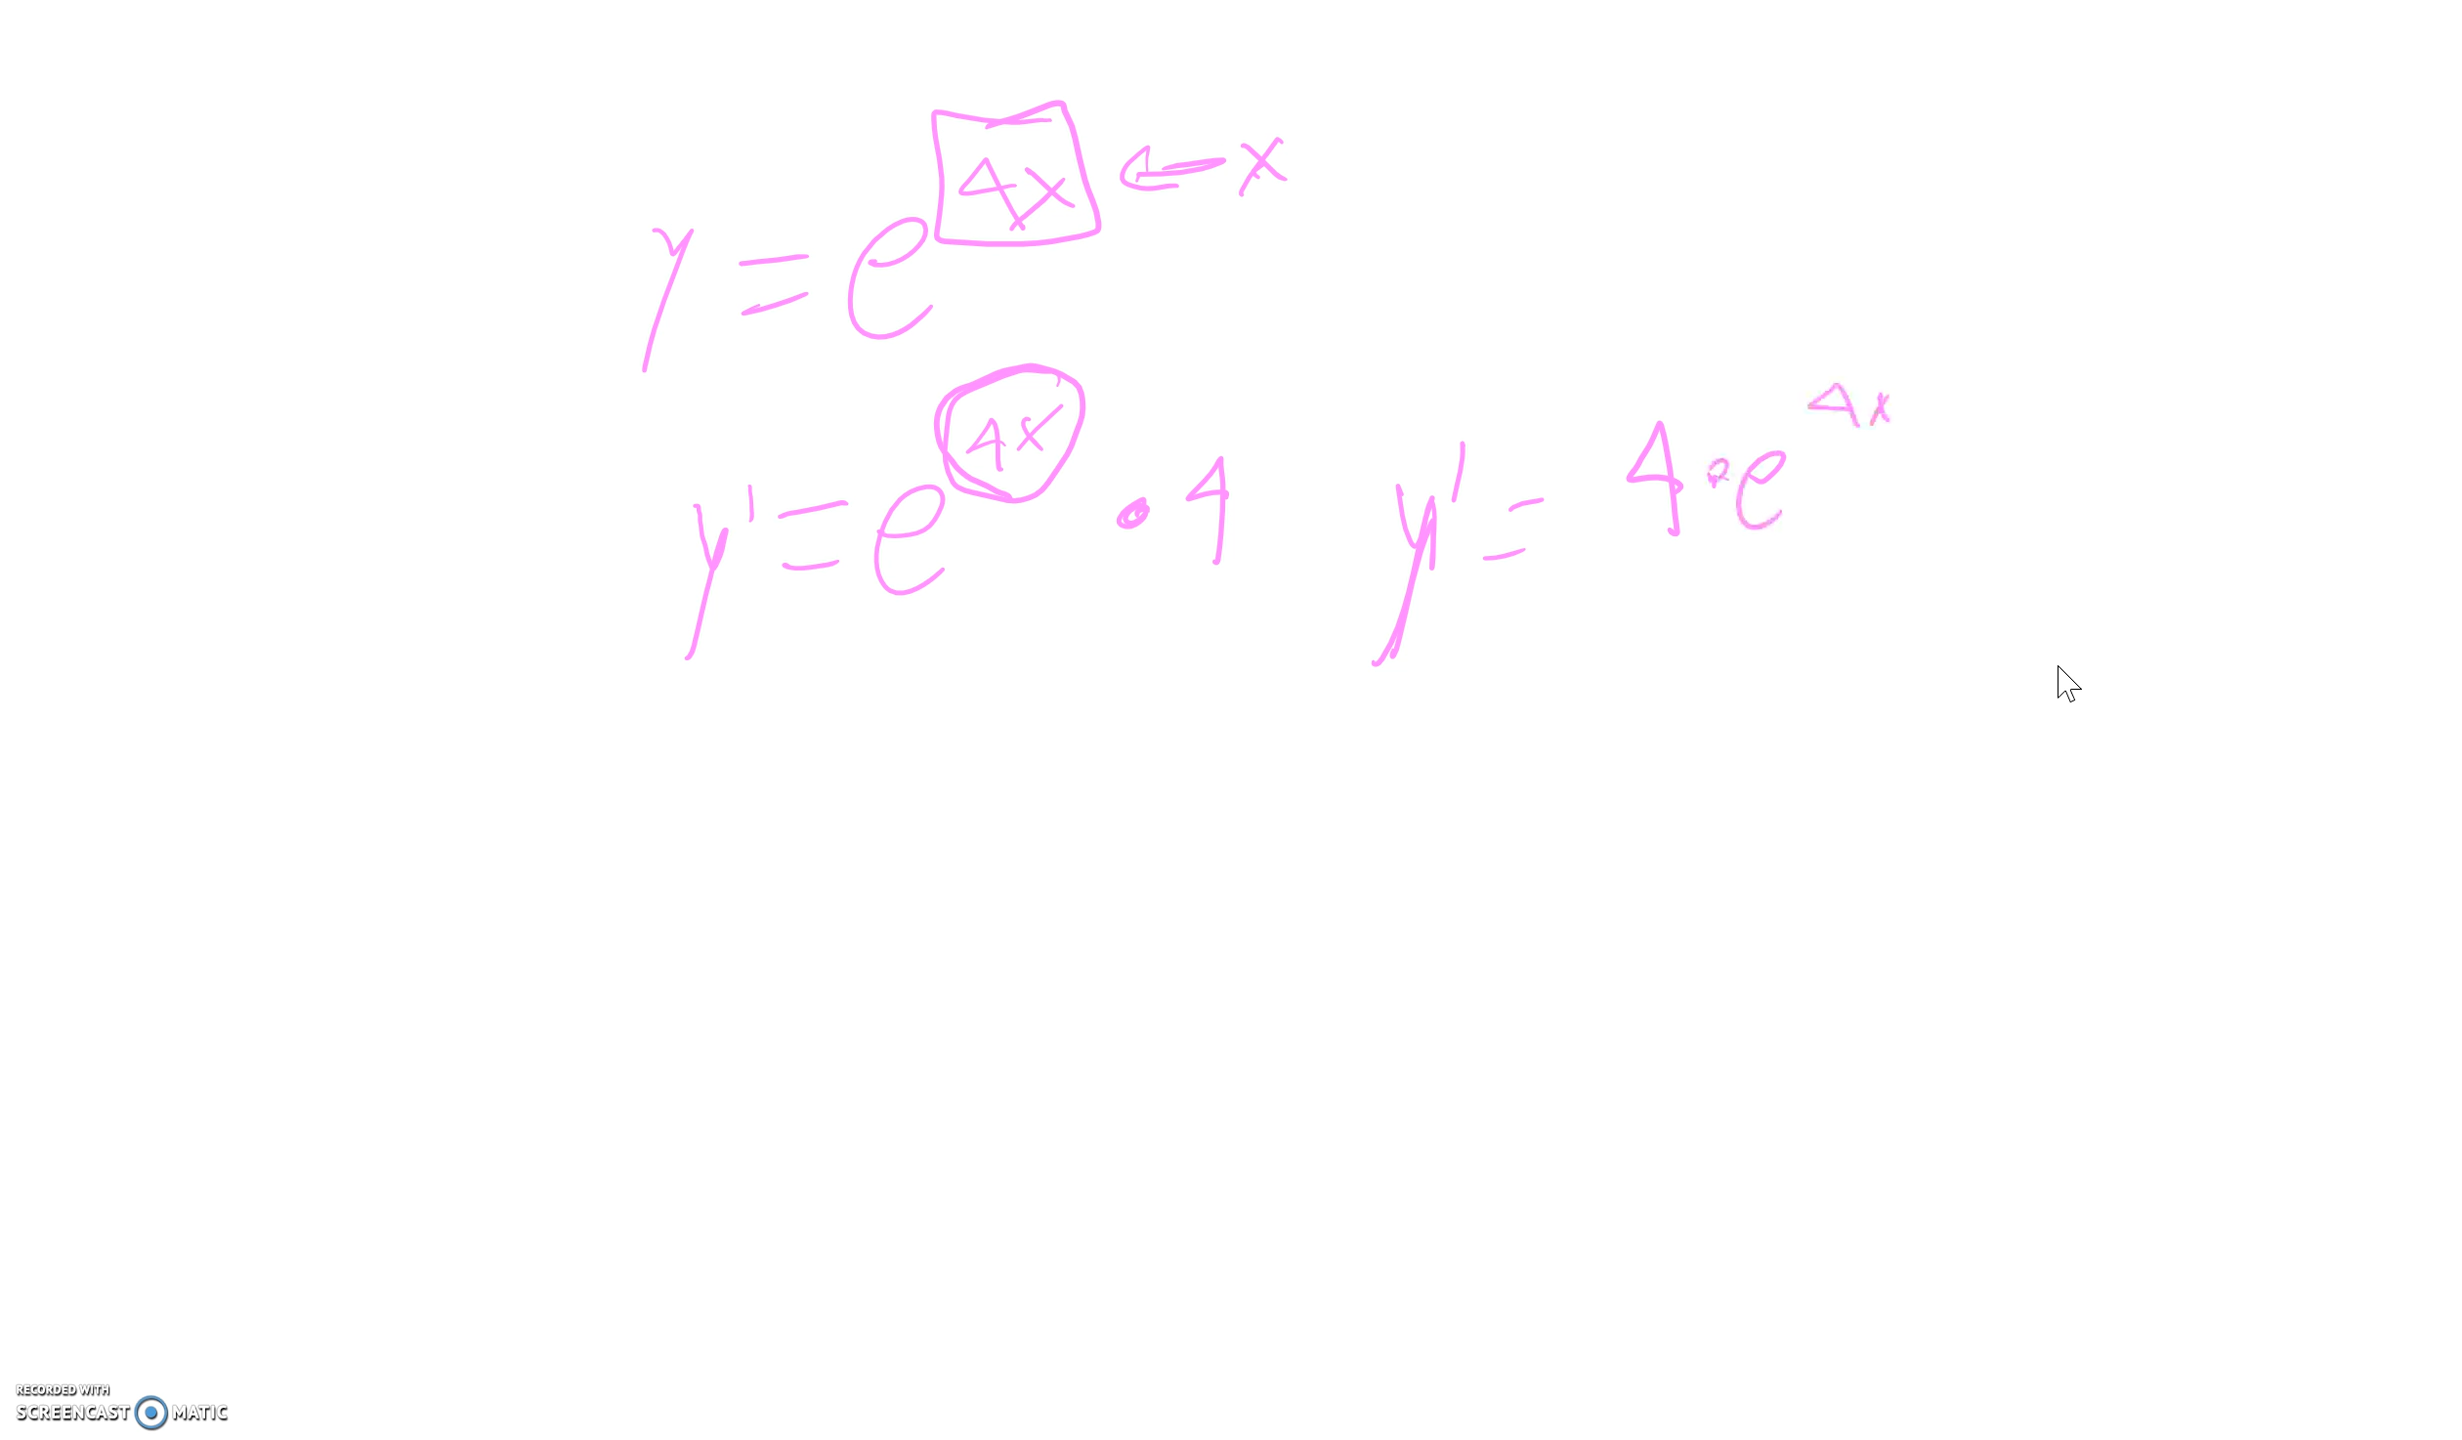 y = e^4x ← x
y' = e^4x • 4 y' = 4 • e^4x
RECORDED WITH
SCREENCAST MATIC